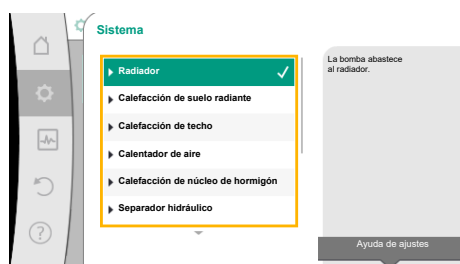 Sistema
Radiador
Calefacción de suelo radiante
Calefacción de techo
Calentador de aire
Calefacción de núcleo de hormigón
Separador hidráulico
La bomba abastece
al radiador.
Ayuda de ajustes